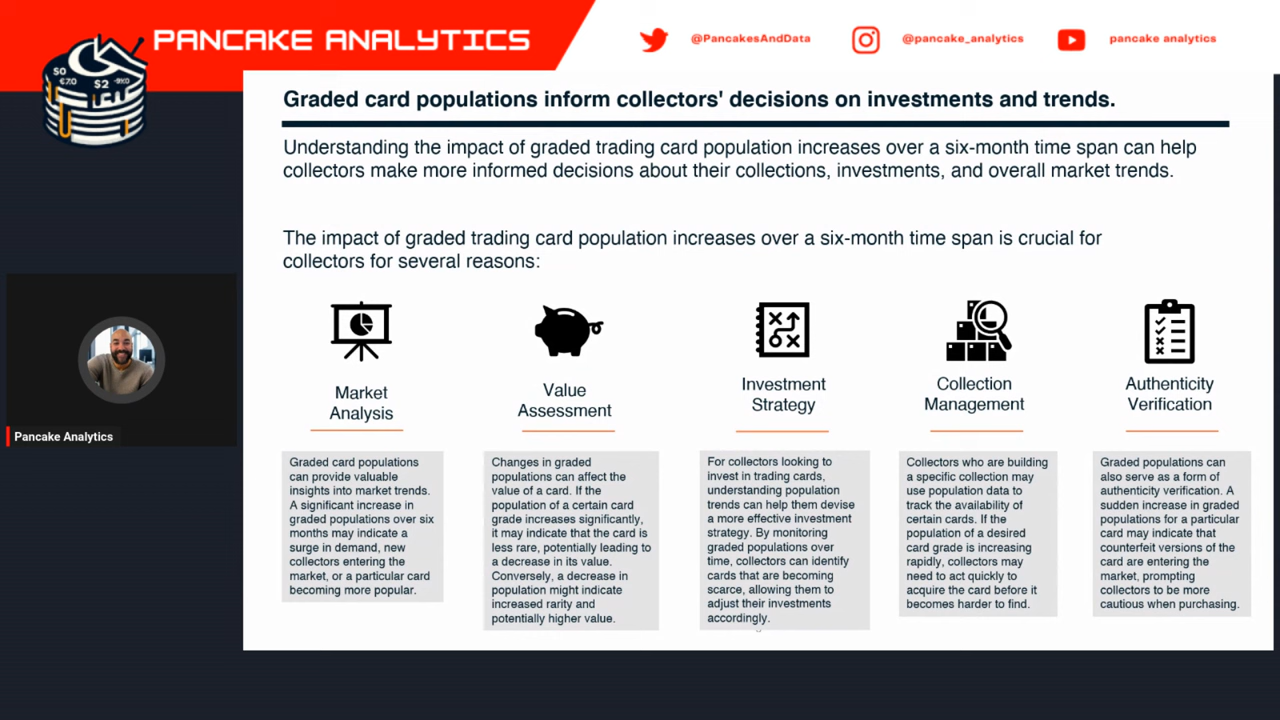 PANCAKE ANALYTICS
@PancakesAndData
@pancake_analytics
pancake analytics
$0
$2
Graded card populations inform collectors' decisions on investments and trends.
Understanding the impact of graded trading card population increases over a six-month time span can help
collectors make more informed decisions about their collections, investments, and overall market trends.
The impact of graded trading card population increases over a six-month time span is crucial for
collectors for several reasons:
Market
Analysis
Graded card populations
can provide valuable
insights into market trends.
A significant increase in
graded populations over six
months may indicate a
surge in demand, new
collectors entering the
market, or a particular card
becoming more popular.
Value
Assessment
Changes in graded
populations can affect the
value of a card. If the
population of a certain card
grade increases significantly,
it may indicate that the card is
less rare, potentially leading to
a decrease in its value.
Conversely, a decrease in
population might indicate
increased rarity and
potentially higher value.
Investment
Strategy
For collectors looking to
invest in trading cards,
understanding population
trends can help them devise
a more effective investment
strategy. By monitoring
graded populations over
time, collectors can identify
cards that are becoming
scarce, allowing them to
adjust their investments
accordingly.
Collection
Management
Collectors who are building
a specific collection may
use population data to
track the availability of
certain cards. If the
population of a desired
card grade is increasing
rapidly, collectors may
need to act quickly to
acquire the card before it
becomes harder to find.
Authenticity
Verification
Graded populations can
also serve as a form of
authenticity verification. A
sudden increase in graded
populations for a particular
card may indicate that
counterfeit versions of the
card are entering the
market, prompting
collectors to be more
cautious when purchasing.
Pancake Analytics